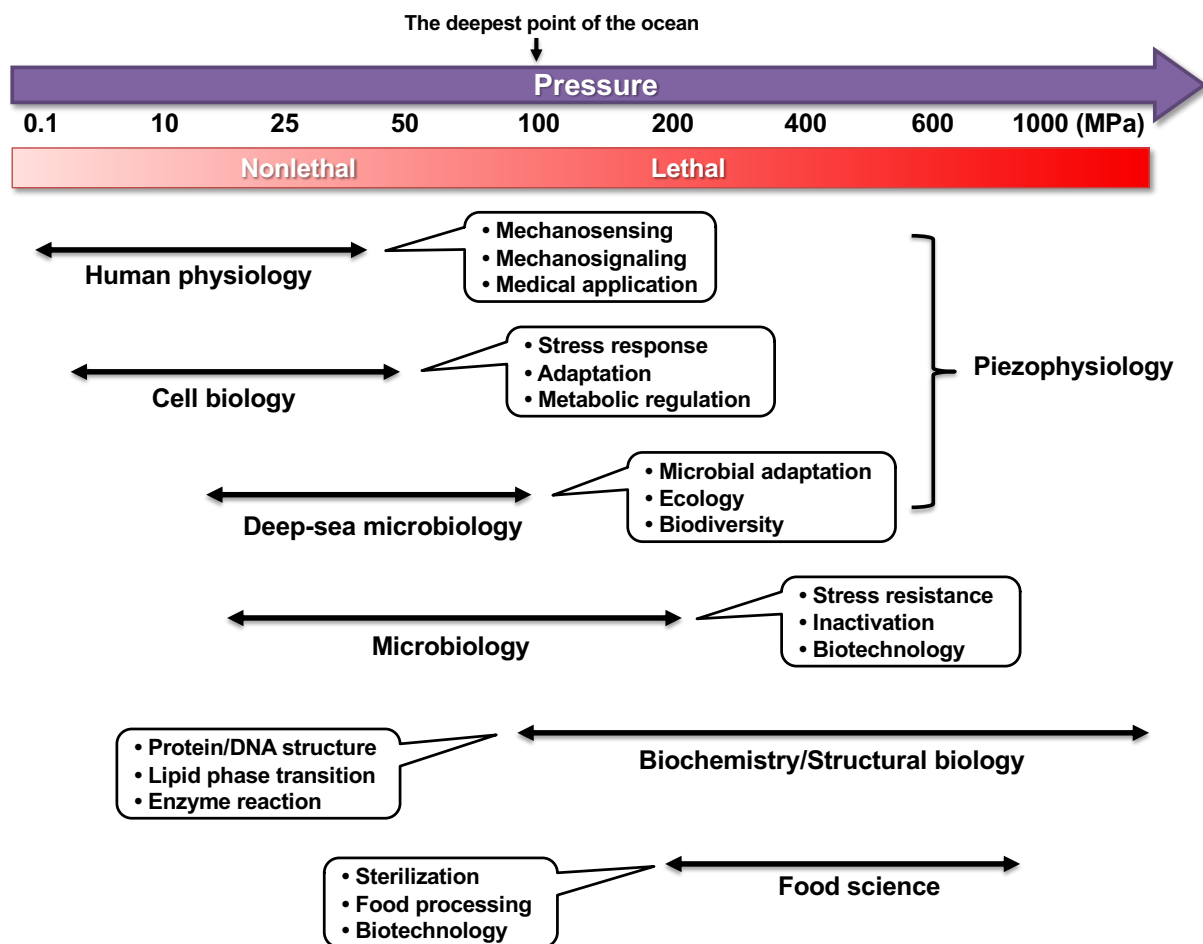 The deepest point of the ocean
Pressure
0.1 10 25 50 100 200 400 600 1000 (MPa)
Nonlethal Lethal
• Mechanosensing
• Mechanosignaling
• Medical application
Human physiology
• Stress response
• Adaptation
• Metabolic regulation
Cell biology
Piezophysiology
• Microbial adaptation
• Ecology
• Biodiversity
Deep-sea microbiology
• Stress resistance
• Inactivation
• Biotechnology
Microbiology
• Protein/DNA structure
• Lipid phase transition
• Enzyme reaction
Biochemistry/Structural biology
• Sterilization
• Food processing
• Biotechnology
Food science